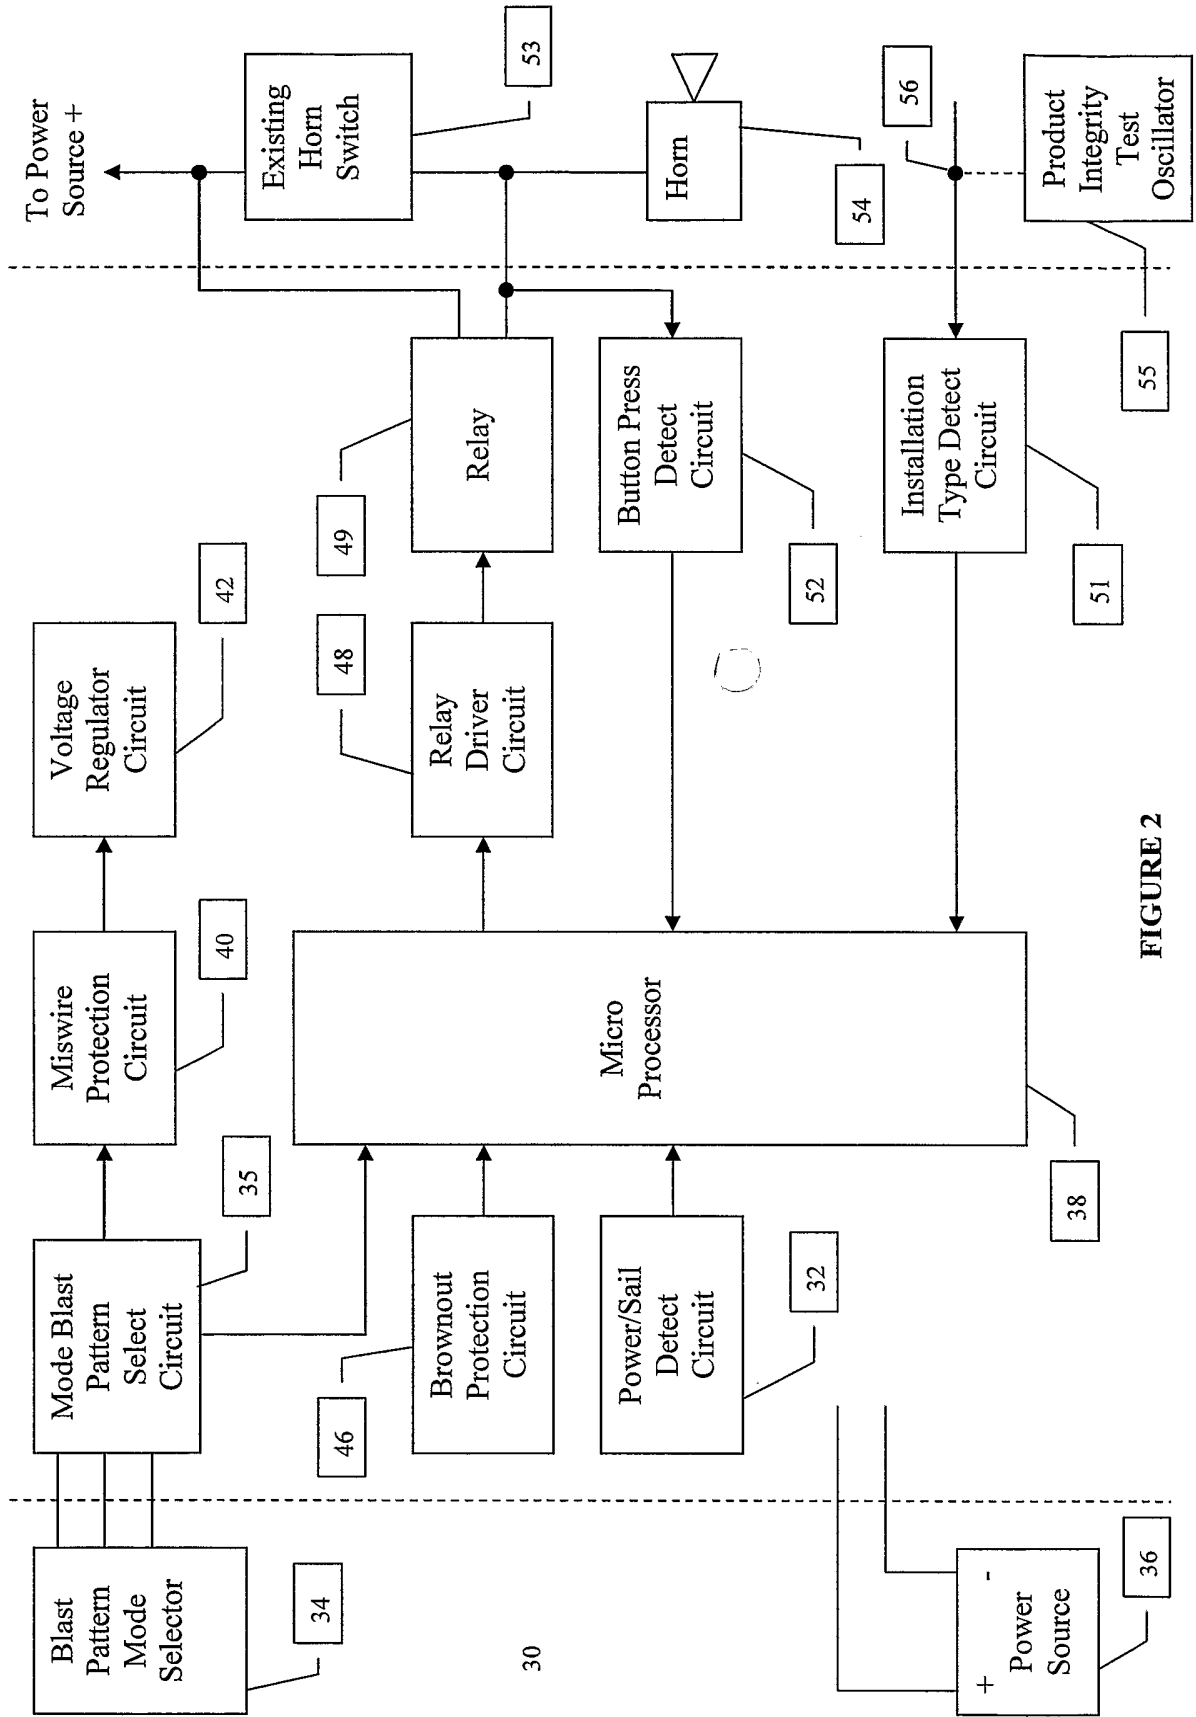 Blast
Pattern
Mode
Selector
34
Mode Blast
Pattern
Select
Circuit
35
Miswire
Protection
Circuit
40
Voltage
Regulator
Circuit
42
To Power
Source +
Existing
Horn
Switch
53
46
Brownout
Protection
Circuit
Micro
Processor
38
48
Relay
Driver
Circuit
49
Relay
Horn
54
30
Power/Sail
Detect
Circuit
32
Button Press
Detect
Circuit
52
56
Installation
Type Detect
Circuit
51
Product
Integrity
Test
Oscillator
55
+
-
Power
Source
36
FIGURE 2